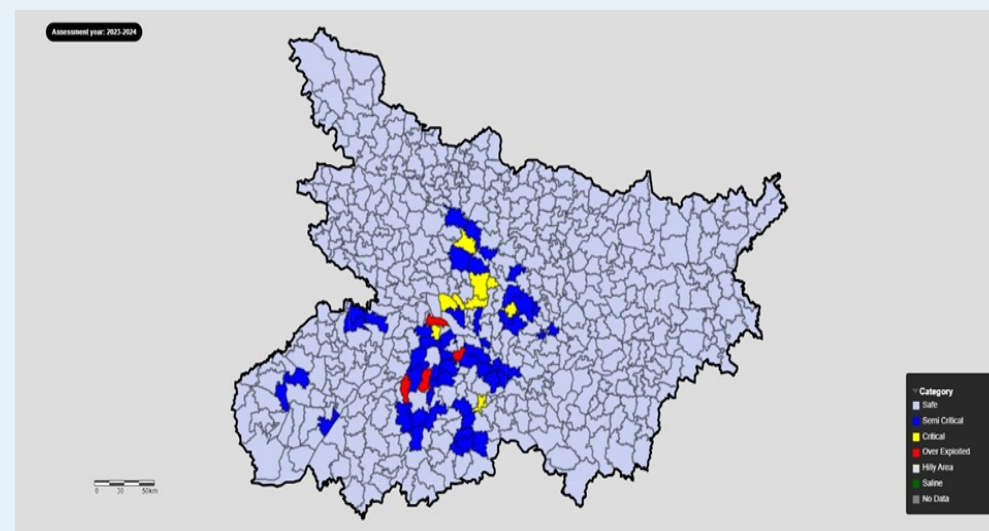 Assessment year: 2023-2024
Category
Safe
Semi Critical
Critical
Over Exploited
Hilly Area
Saline
No Data
0 30 50km